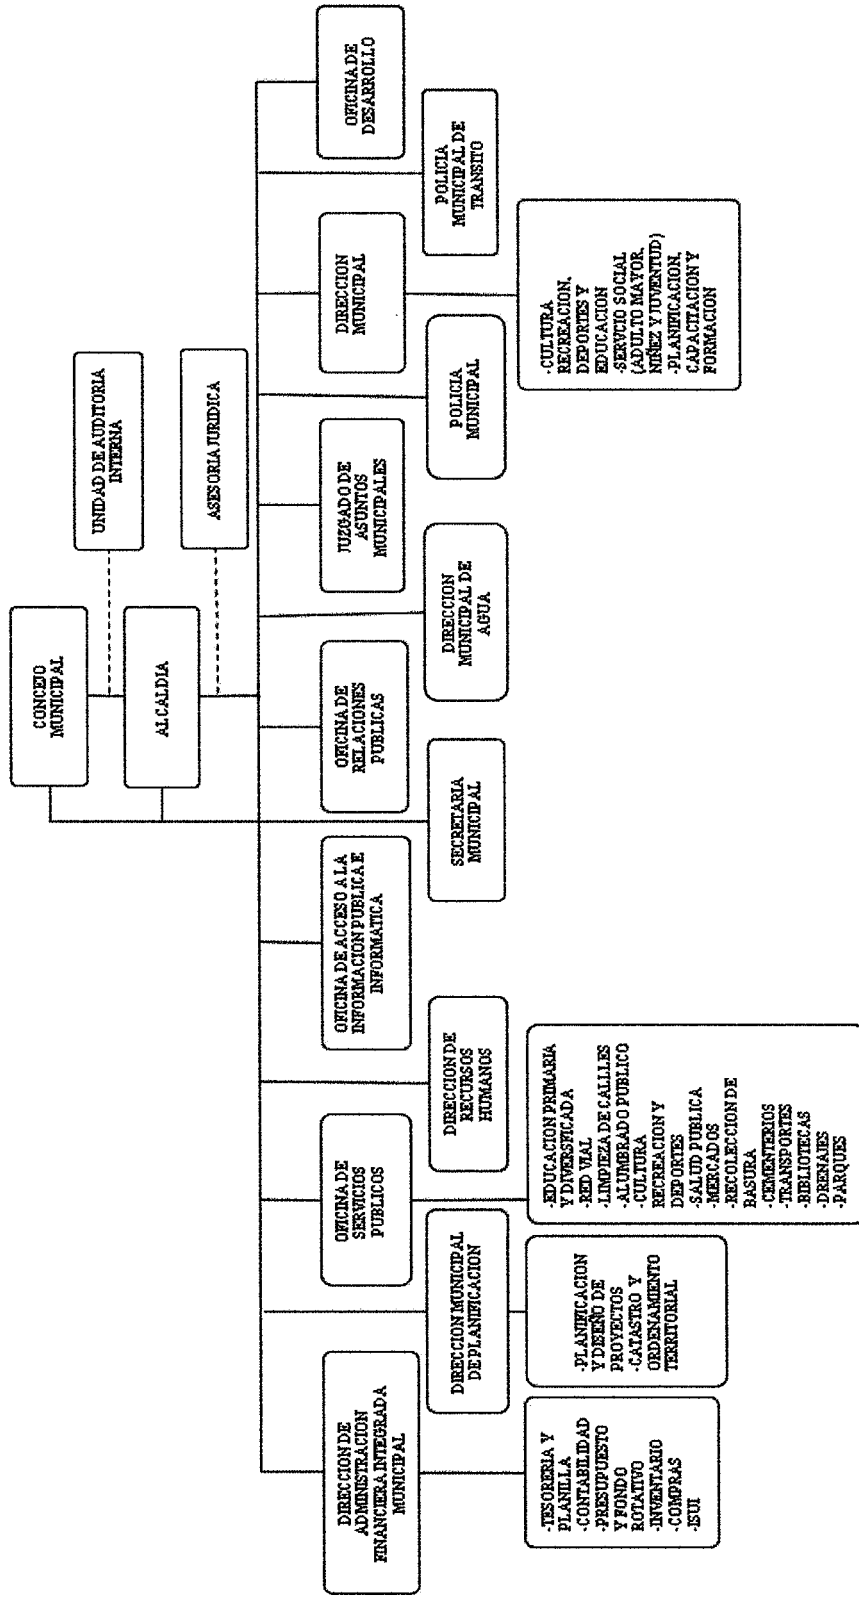 CONCEJO
MUNICIPAL
UNIDAD DE AUDITORIA
INTERNA
ALCALDIA
ASESORIA JURIDICA
DIRECCION DE
ADMINISTRACION
FINANCIERA INTEGRADA
MUNICIPAL
OFICINA DE
SERVICIOS
PUBLICOS
OFICINA DE ACCESO A LA
INFORMACION PUBLICA E
INFORMATICA
OFICINA DE
RELACIONES
PUBLICAS
JUZGADO DE
ASUNTOS
MUNICIPALES
DIRECCION
MUNICIPAL
OFICINA DE
DESARROLLO
DIRECCION MUNICIPAL
DE PLANIFICACION
DIRECCION DE
RECURSOS
HUMANOS
SECRETARIA
MUNICIPAL
DIRECCION
MUNICIPAL DE
AGUA
POLICIA
MUNICIPAL
POLICIA
MUNICIPAL DE
TRANSITO
-TESORERIA Y
PLANILLA
-CONTABILIDAD
-PRESUPUESTO
Y FONDO
ROTATIVO
-INVENTARIO
-COMPRAS
-ISUI
-PLANIFICACION
Y DISEÑO DE
PROYECTOS
-CATASTRO Y
ORDENAMIENTO
TERRITORIAL
-EDUCACION PRIMARIA
Y DIVERSIFICADA
-RED VIAL
-LIMPIEZA DE CALLLES
-ALUMBRADO PUBLICO
-CULTURA
RECREACION Y
DEPORTES
-SALUD PUBLICA
-MERCADOS
-RECOLECCION DE
BASURA
-CEMENTERIOS
-TRANSPORTES
-BIBLIOTECAS
-DRENAJES
-PARQUES
-CULTURA
RECREACION,
DEPORTES Y
EDUCACION
-SERVCIO SOCIAL
(ADULTO MAYOR,
NIÑEZ Y JUVENTUD)
-PLANIFICACION,
CAPACITACION Y
FORMACION